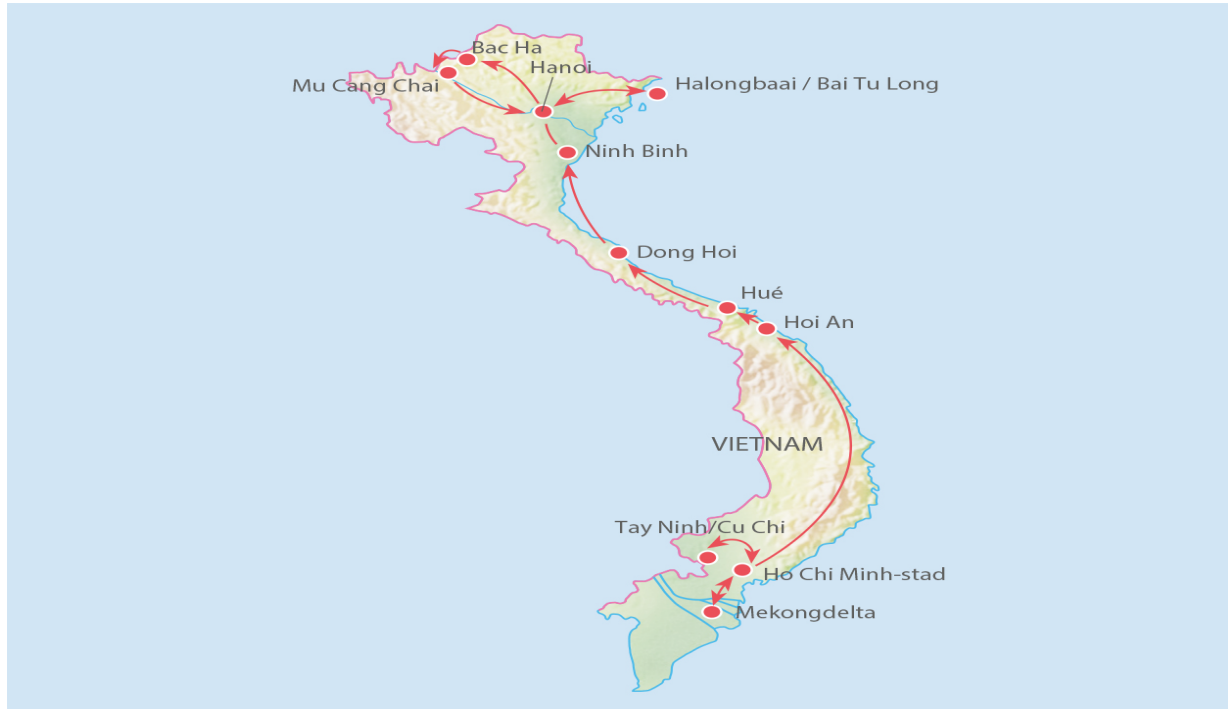 Bac Ha
Hanoi
Mu Cang Chai
Halongbaai / Bai Tu Long
Ninh Binh
Dong Hoi
Hué
Hoi An
VIETNAM
Tay Ninh/Cu Chi
Ho Chi Minh-stad
Mekongdelta